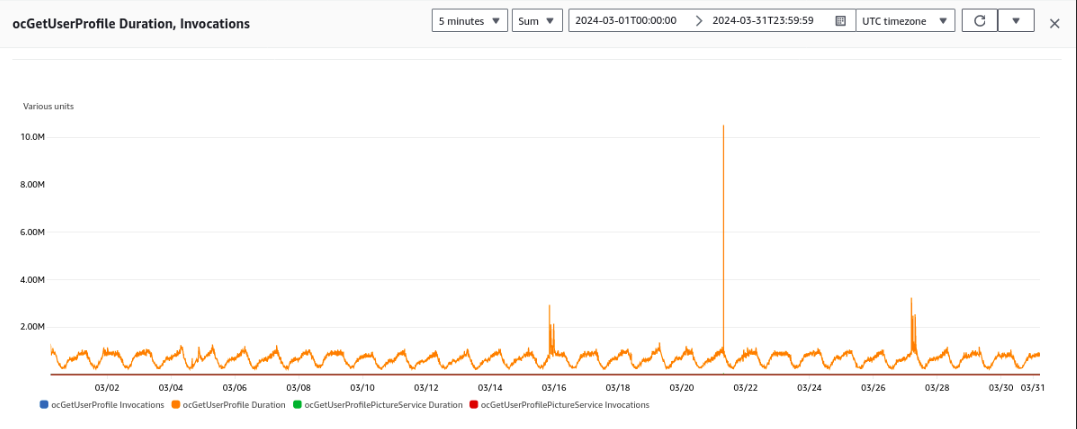 ocGetUserProfile Duration, Invocations
5 minutes
Sum
2024-03-01T00:00:00
2024-03-31T23:59:59
UTC timezone
Various units
10.0M
8.00M
6.00M
4.00M
2.00M
03/02 03/04 03/06 03/08 03/10 03/12 03/14 03/16 03/18 03/20 03/22 03/24 03/26 03/28 03/30 03/31
ocGetUserProfile Invocations ocGetUserProfile Duration ocGetUserProfilePictureService Duration ocGetUserProfilePictureService Invocations